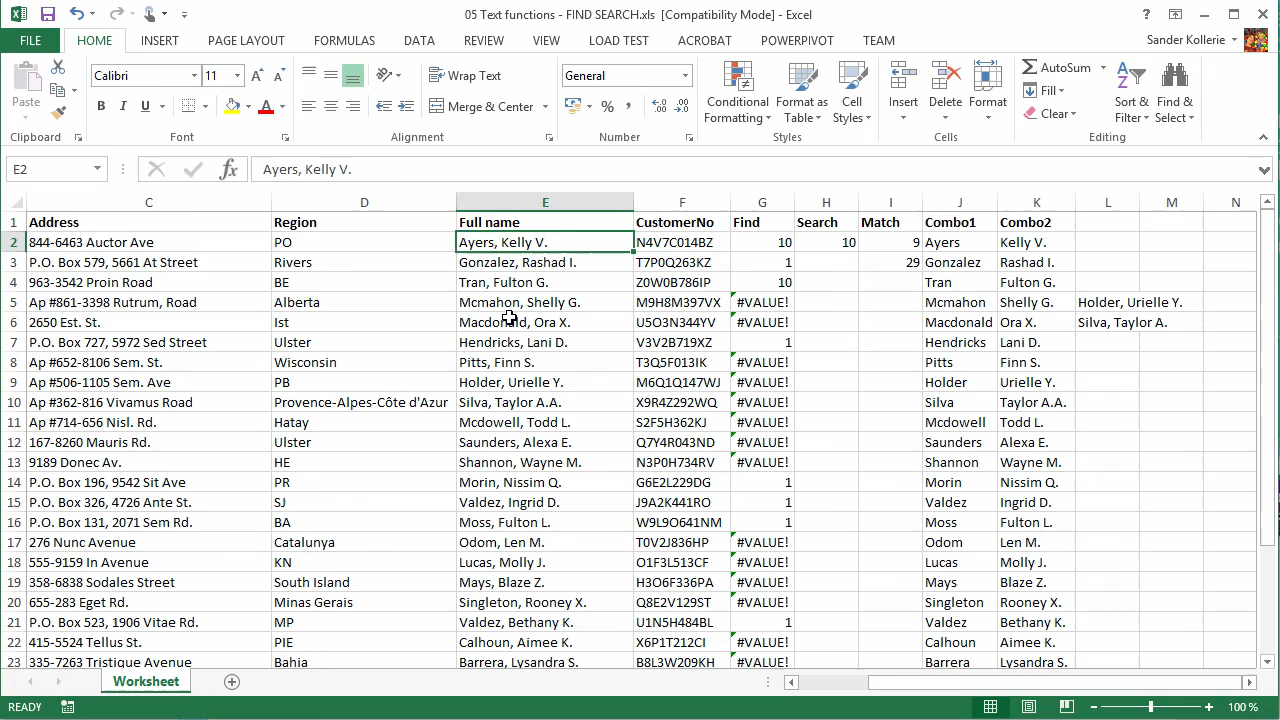 05 Text functions - FIND SEARCH.xls [Compatibility Mode] - Excel
FILE HOME INSERT PAGE LAYOUT FORMULAS DATA REVIEW VIEW LOAD TEST ACROBAT POWERPIVOT TEAM Sander Kollerie
Calibri 11 Wrap Text General AutoSum
Paste B I U Merge & Center % Conditional Formatting Format as Table Cell Styles Insert Delete Format Fill Clear Sort & Filter Find & Select
Clipboard Font Alignment Number Styles Cells Editing
E2 fx Ayers, Kelly V.
C D E F G H I J K L M N
1 Address Region Full name CustomerNo Find Search Match Combo1 Combo2
2 844-6463 Auctor Ave PO Ayers, Kelly V. N4V7C014BZ 10 10 9 Ayers Kelly V.
3 P.O. Box 579, 5661 At Street Rivers Gonzalez, Rashad I. T7P0Q263KZ 1 29 Gonzalez Rashad I.
4 963-3542 Proin Road BE Tran, Fulton G. Z0W0B786IP 10 Tran Fulton G.
5 Ap #861-3398 Rutrum, Road Alberta Mcmahon, Shelly G. M9H8M397VX #VALUE! Mcmahon Shelly G. Holder, Urielle Y.
6 2650 Est. St. Ist Macdonald, Ora X. U5O3N344YV #VALUE! Macdonald Ora X. Silva, Taylor A.
7 P.O. Box 727, 5972 Sed Street Ulster Hendricks, Lani D. V3V2B719XZ 1 Hendricks Lani D.
8 Ap #652-8106 Sem. St. Wisconsin Pitts, Finn S. T3Q5F013IK #VALUE! Pitts Finn S.
9 Ap #506-1105 Sem. Ave PB Holder, Urielle Y. M6Q1Q147WJ #VALUE! Holder Urielle Y.
10 Ap #362-816 Vivamus Road Provence-Alpes-Côte d'Azur Silva, Taylor A.A. X9R4Z292WQ #VALUE! Silva Taylor A.A.
11 Ap #714-656 Nisl. Rd. Hatay Mcdowell, Todd L. S2F5H362KJ #VALUE! Mcdowell Todd L.
12 167-8260 Mauris Rd. Ulster Saunders, Alexa E. Q7Y4R043ND #VALUE! Saunders Alexa E.
13 9189 Donec Av. HE Shannon, Wayne M. N3P0H734RV #VALUE! Shannon Wayne M.
14 P.O. Box 196, 9542 Sit Ave PR Morin, Nissim Q. G6E2L229DG 1 Morin Nissim Q.
15 P.O. Box 326, 4726 Ante St. SJ Valdez, Ingrid D. J9A2K441RO 1 Valdez Ingrid D.
16 P.O. Box 131, 2071 Sem Rd. BA Moss, Fulton L. W9L9O641NM 1 Moss Fulton L.
17 276 Nunc Avenue Catalunya Odom, Len M. T0V2J836HP #VALUE! Odom Len M.
18 555-9159 In Avenue KN Lucas, Molly J. O1F3L513CF #VALUE! Lucas Molly J.
19 358-6838 Sodales Street South Island Mays, Blaze Z. H3O6F336PA #VALUE! Mays Blaze Z.
20 655-283 Eget Rd. Minas Gerais Singleton, Rooney X. Q8E2V129ST #VALUE! Singleton Rooney X.
21 P.O. Box 523, 1906 Vitae Rd. MP Valdez, Bethany K. U1N5H484BL 1 Valdez Bethany K.
22 415-5524 Tellus St. PIE Calhoun, Aimee K. X6P1T212CI #VALUE! Calhoun Aimee K.
23 335-7263 Tristique Avenue Bahia Barrera, Lysandra S. B8L3W209KH #VALUE! Barrera Lysandra S.
Worksheet
READY 100 %